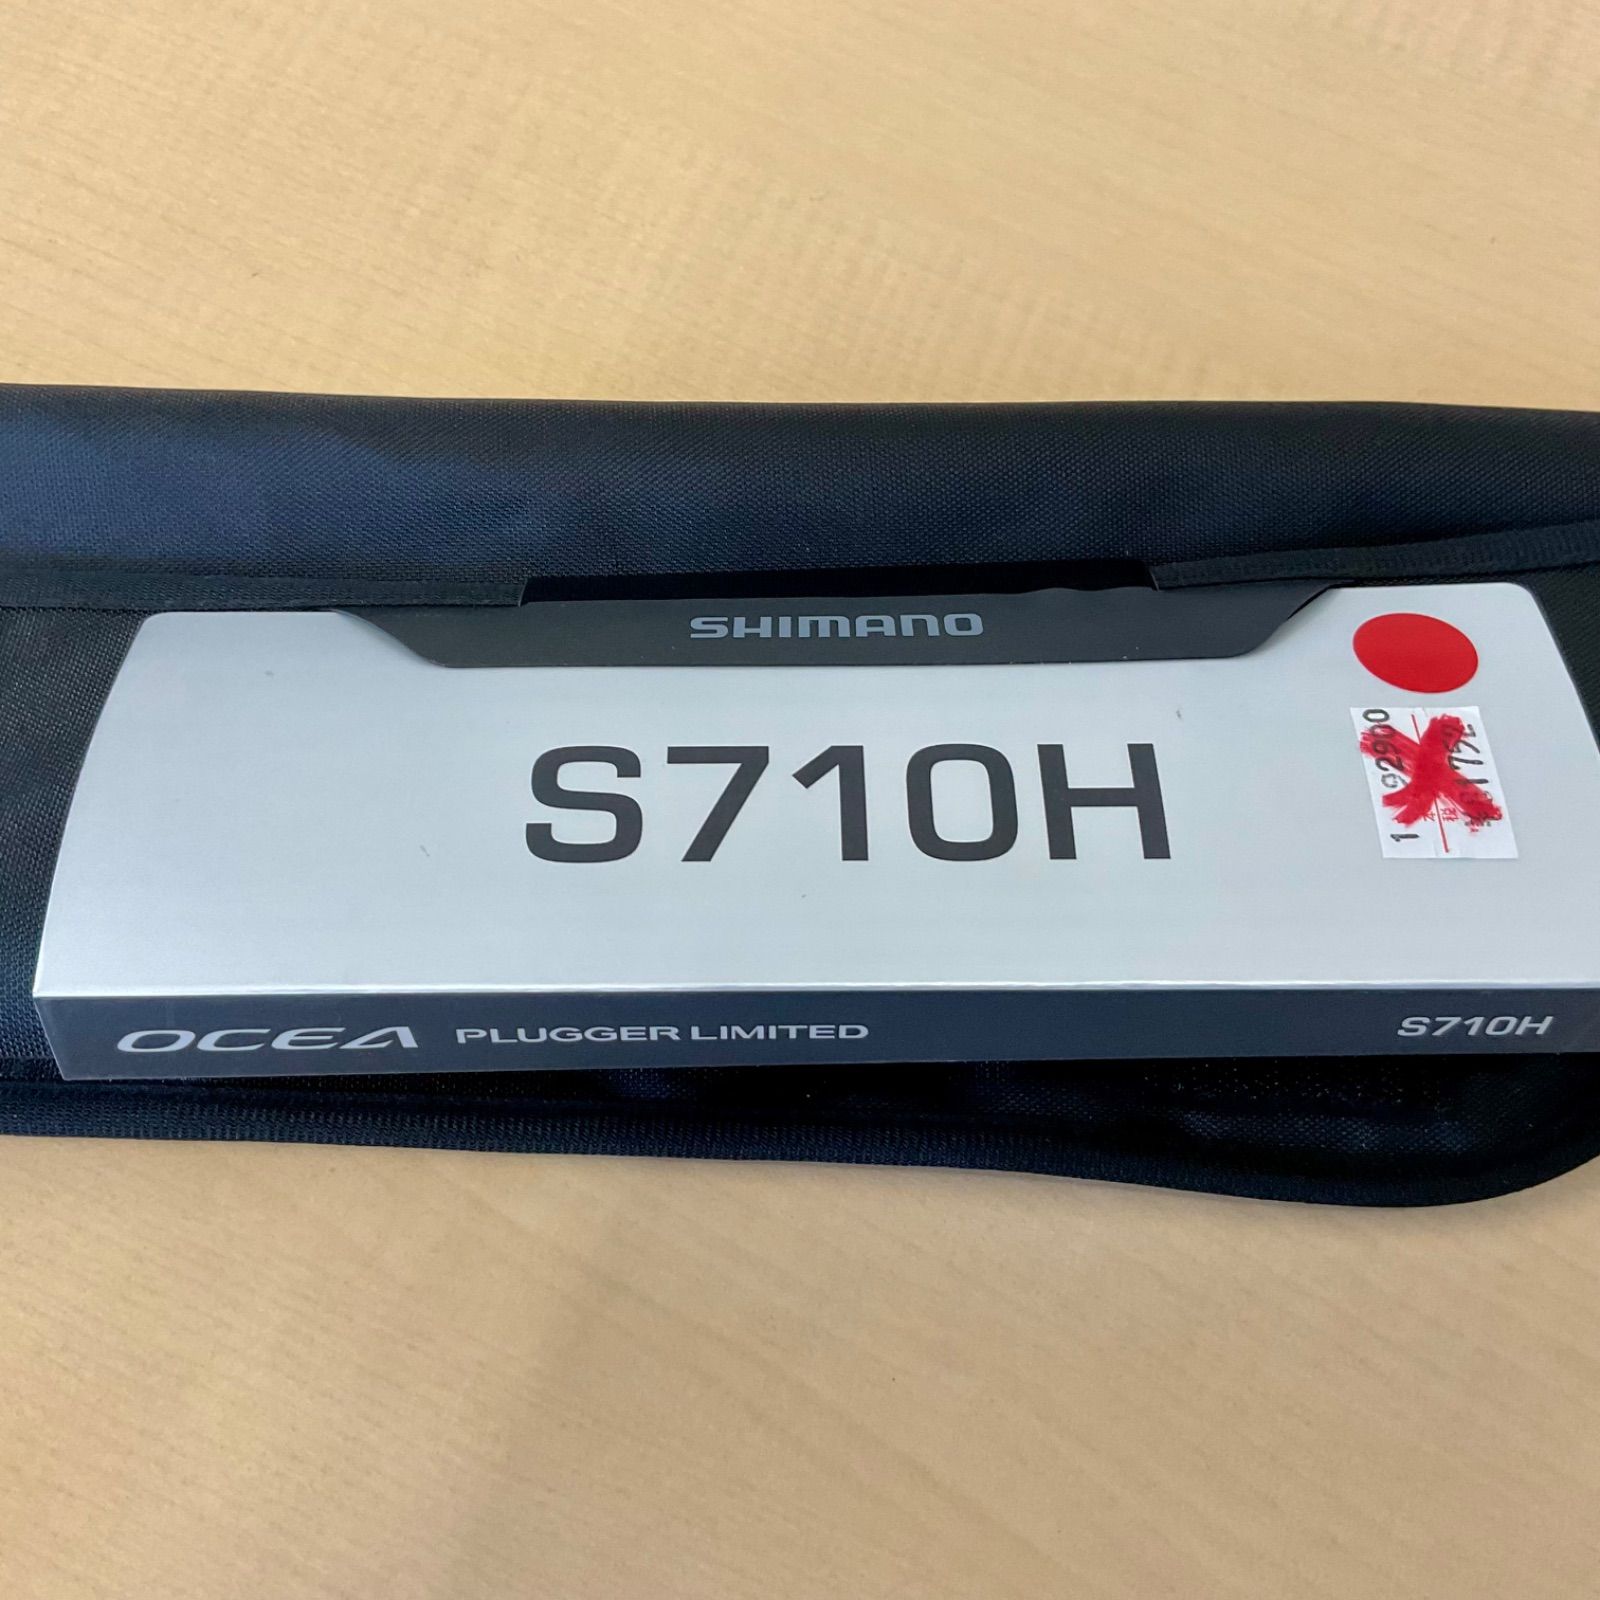 SHIMANO
S710H
OCEA PLUGGER LIMITED
S710H